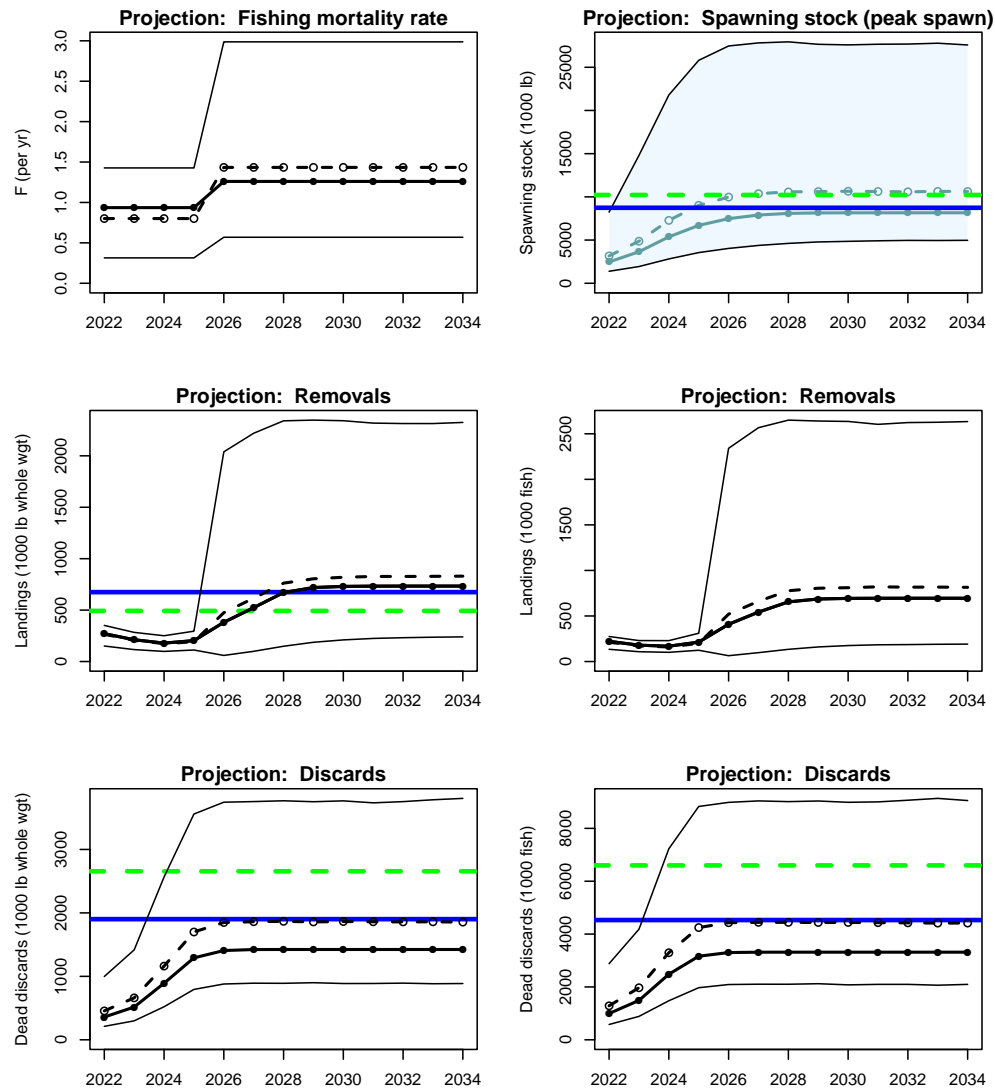 Projection: Fishing mortality rate
F (per yr)
0.0 0.5 1.0 1.5 2.0 2.5 3.0
2022 2024 2026 2028 2030 2032 2034
Projection: Spawning stock (peak spawn)
Spawning stock (1000 lb)
0 5000 15000 25000
2022 2024 2026 2028 2030 2032 2034
Projection: Removals
Landings (1000 lb whole wgt)
0 500 1000 1500 2000
2022 2024 2026 2028 2030 2032 2034
Projection: Removals
Landings (1000 fish)
0 500 1500 2500
2022 2024 2026 2028 2030 2032 2034
Projection: Discards
Dead discards (1000 lb whole wgt)
0 1000 2000 3000
2022 2024 2026 2028 2030 2032 2034
Projection: Discards
Dead discards (1000 fish)
0 2000 4000 6000 8000
2022 2024 2026 2028 2030 2032 2034